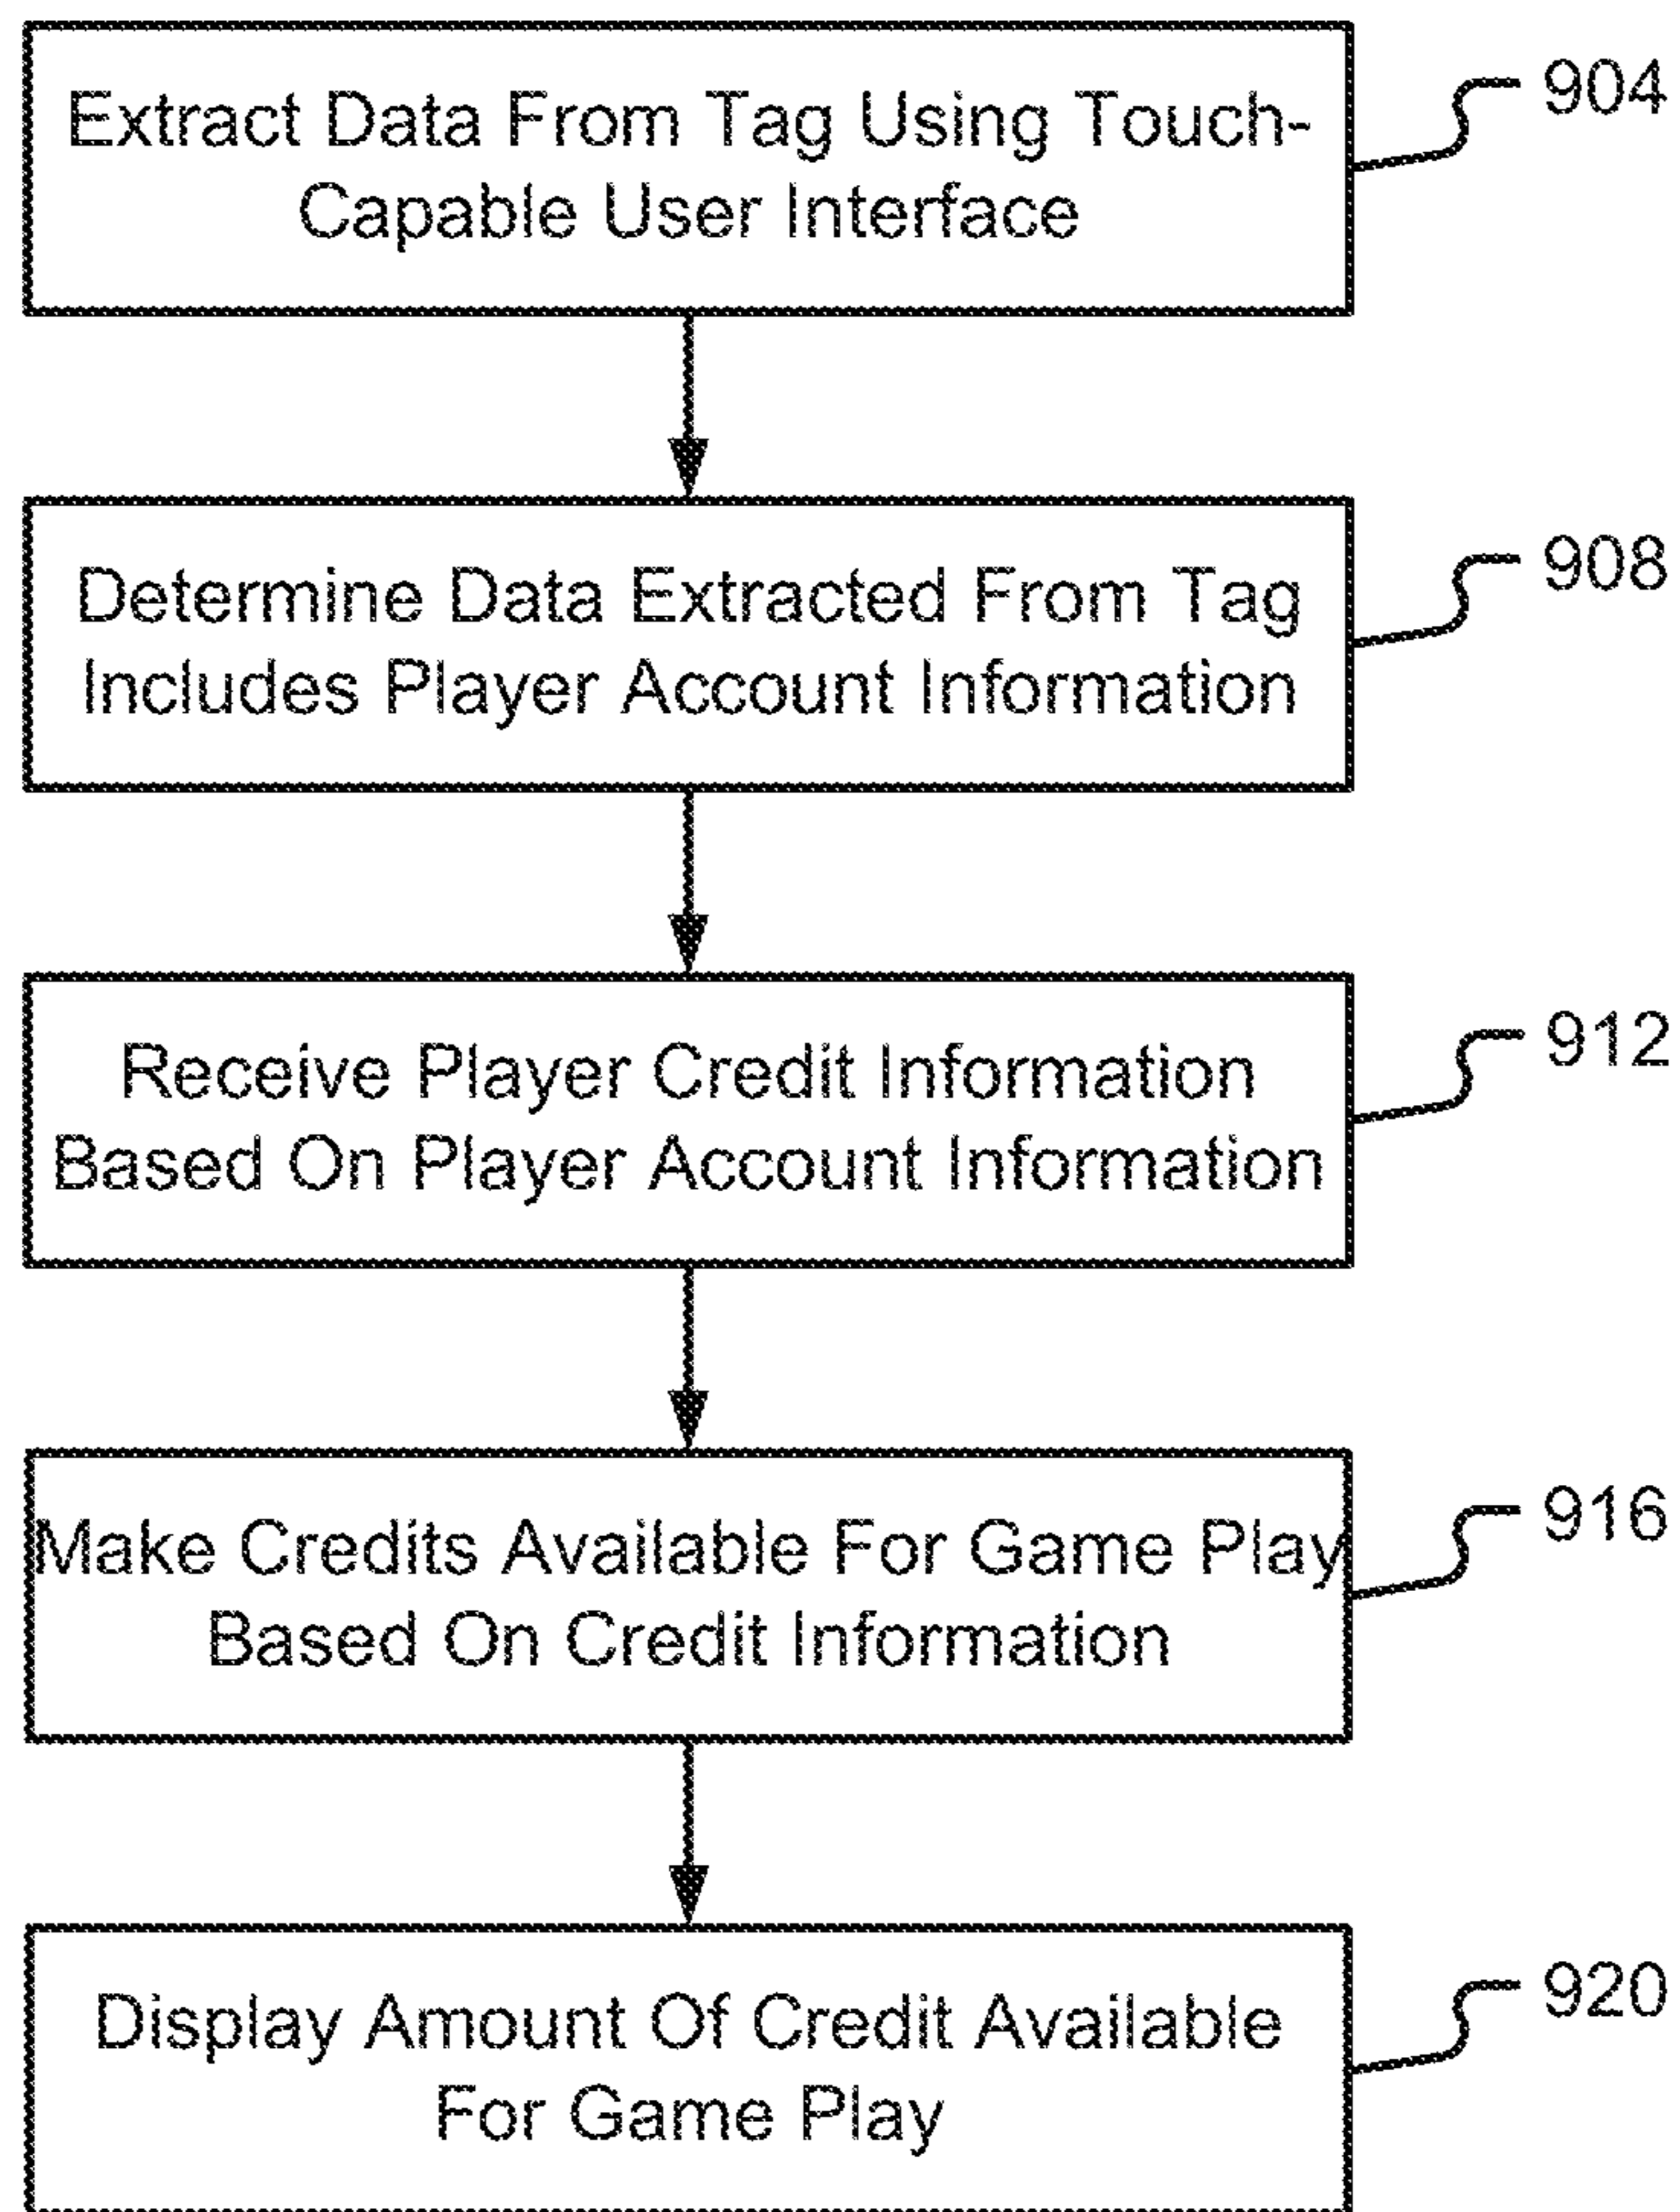 Extract Data From Tag Using Touch-
Capable User Interface
904
Determine Data Extracted From Tag
Includes Player Account Information
908
Receive Player Credit Information
Based On Player Account Information
912
Make Credits Available For Game Play
Based On Credit Information
916
Display Amount Of Credit Available
For Game Play
920